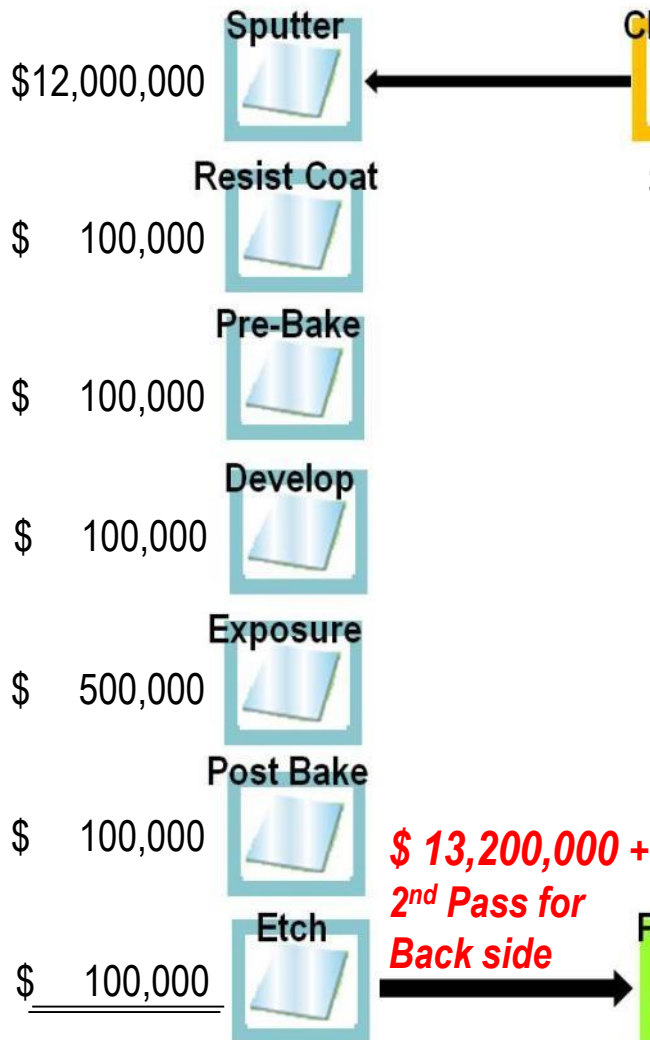 Sputter
$12,000,000
Resist Coat
$ 100,000
Pre-Bake
$ 100,000
Develop
$ 100,000
Exposure
$ 500,000
Post Bake
$ 100,000
$ 13,200,000 +
2nd Pass for
Back side
Etch
$ 100,000